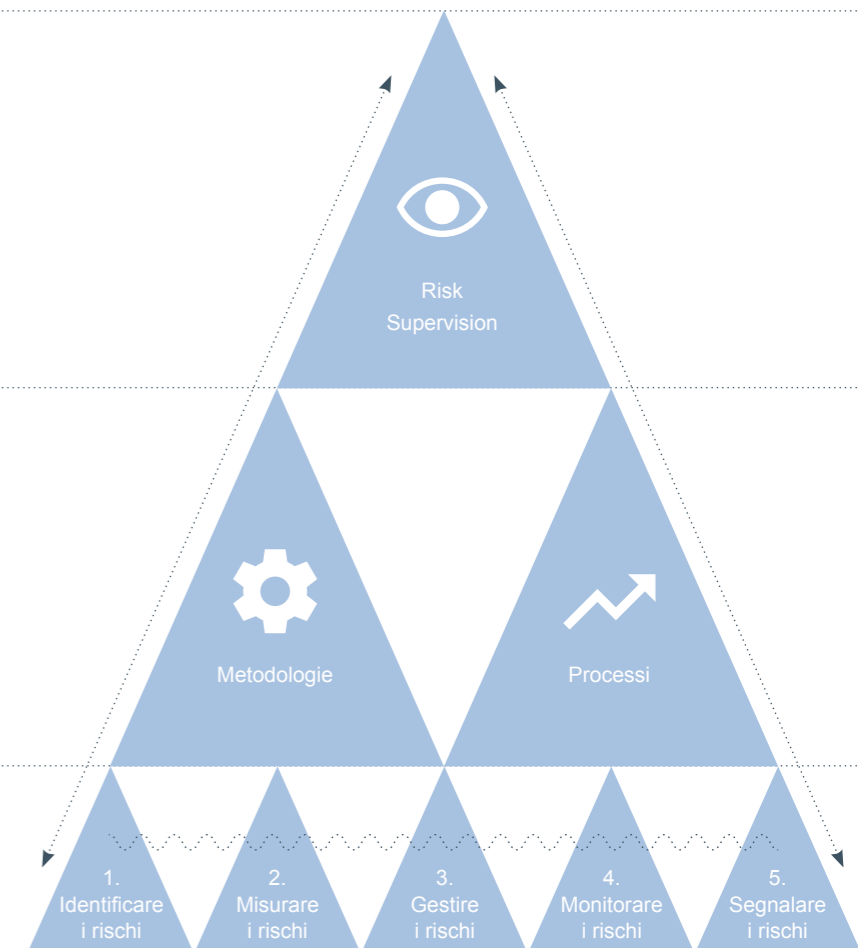 Risk
Supervision
Metodologie
Processi
1.
Identificare
i rischi
2.
Misurare
i rischi
3.
Gestire
i rischi
4.
Monitorare
i rischi
5.
Segnalare
i rischi